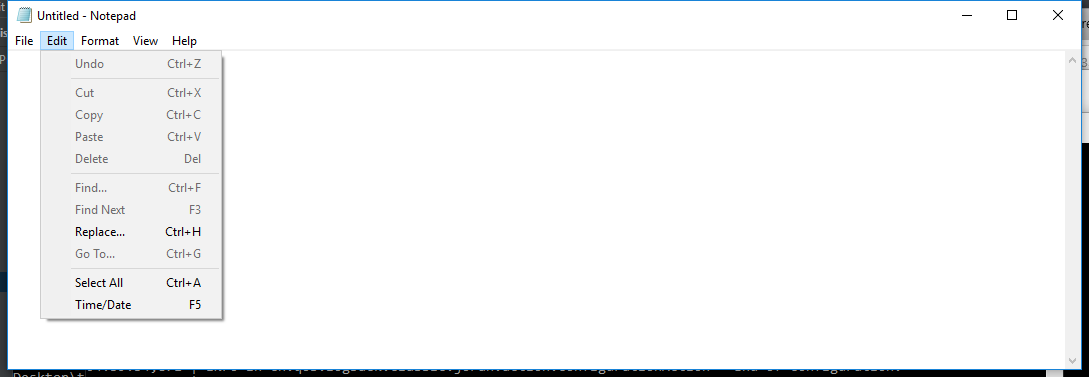 Untitled - Notepad
File Edit Format View Help
Undo Ctrl+Z
Cut Ctrl+X
Copy Ctrl+C
Paste Ctrl+V
Delete Del
Find... Ctrl+F
Find Next F3
Replace... Ctrl+H
Go To... Ctrl+G
Select All Ctrl+A
Time/Date F5